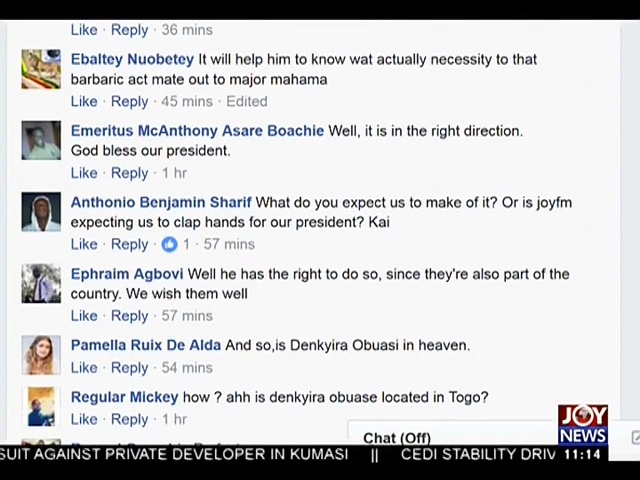 Like · Reply · 36 mins
Ebaltey Nuobetey It will help him to know wat actually necessity to that
barbaric act mate out to major mahama
Like · Reply · 45 mins · Edited
Emeritus McAnthony Asare Boachie Well, it is in the right direction.
God bless our president.
Like · Reply · 1 hr
Anthonio Benjamin Sharif What do you expect us to make of it? Or is joyfm
expecting us to clap hands for our president? Kai
Like · Reply · 1 · 57 mins
Ephraim Agbovi Well he has the right to do so, since they're also part of the
country. We wish them well
Like · Reply · 57 mins
Pamella Ruix De Alda And so,is Denkyira Obuasi in heaven.
Like · Reply · 54 mins
Regular Mickey how ? ahh is denkyira obuase located in Togo?
Like · Reply · 1 hr
Chat (Off)
JOY
NEWS
SUIT AGAINST PRIVATE DEVELOPER IN KUMASI || CEDI STABILITY DRIV 11:14